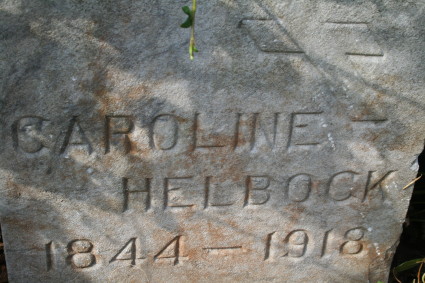 CAROLINE —
HELBOCK
1844 — 1918